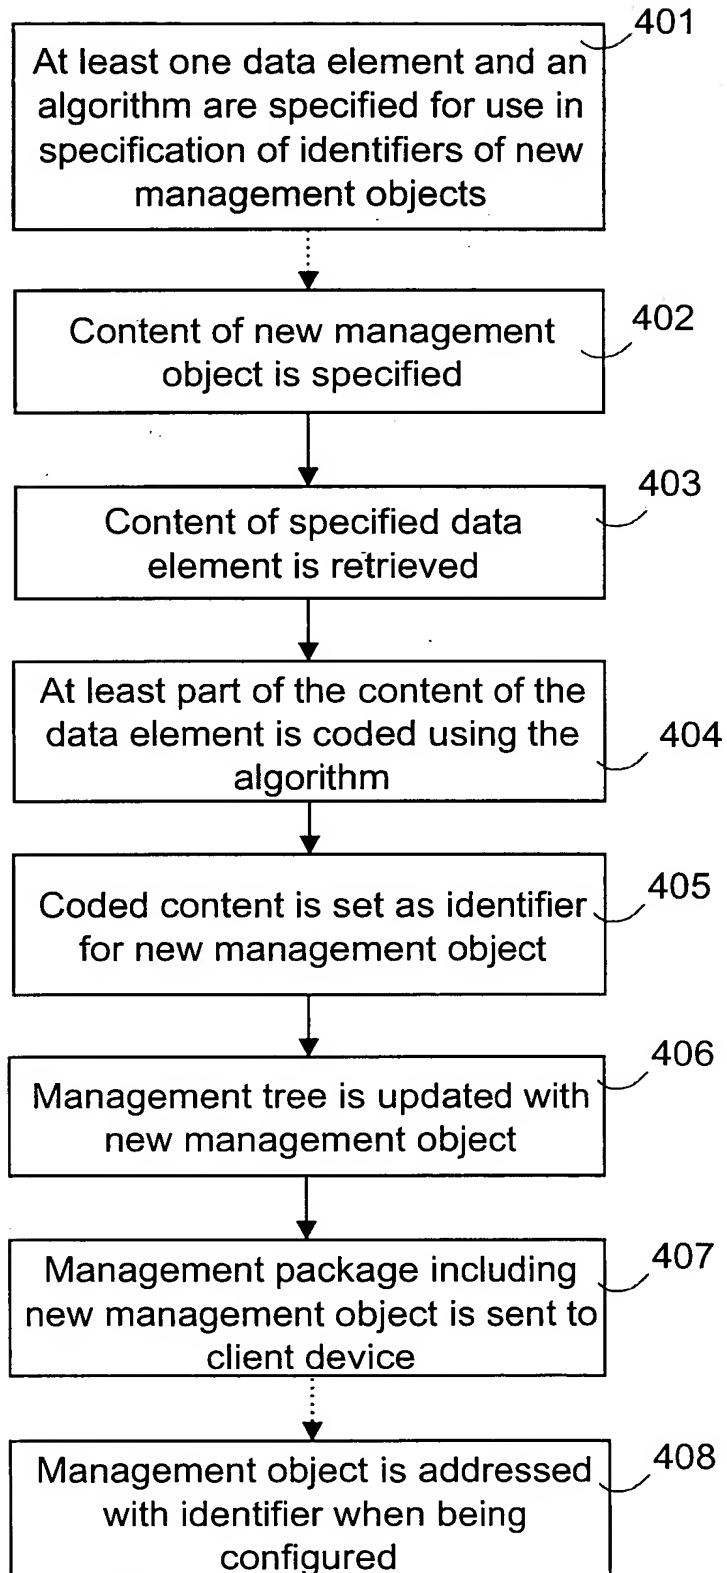 401
At least one data element and an
algorithm are specified for use in
specification of identifiers of new
management objects
402
Content of new management
object is specified
403
Content of specified data
element is retrieved
At least part of the content of the
data element is coded using the
algorithm
404
Coded content is set as identifier
for new management object
405
406
Management tree is updated with
new management object
407
Management package including
new management object is sent to
client device
408
Management object is addressed
with identifier when being
configured